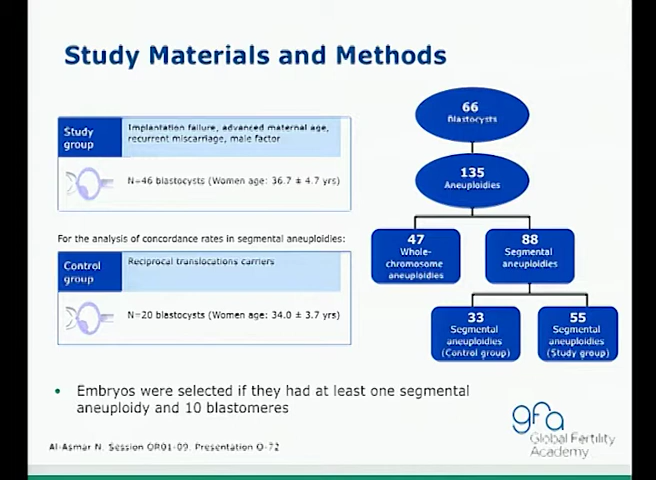 Study Materials and Methods
Study
group
Implantation failure, advanced maternal age,
recurrent miscarriage, male factor
N=46 blastocysts (Women age: 36.7 ± 4.7 yrs)
For the analysis of concordance rates in segmental aneuploidies:
Control
group
Reciprocal translocations carriers
N=20 blastocysts (Women age: 34.0 ± 3.7 yrs)
66
Blastocysts
135
Aneuploidies
47
Whole-
chromosome
aneuploidies
88
Segmental
aneuploidies
33
Segmental
aneuploidies
(Control group)
55
Segmental
aneuploidies
(Study group)
• Embryos were selected if they had at least one segmental
aneuploidy and 10 blastomeres
gfa
Global Fertility
Academy
Al-Asmar N. Session OR01-09. Presentation O-72